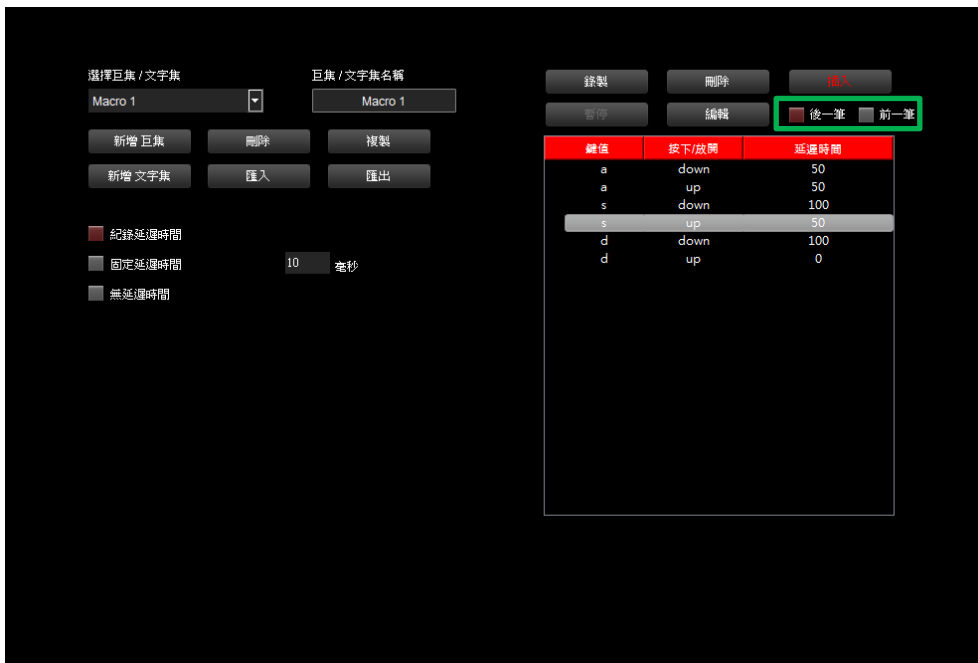 選擇巨集 / 文字集
巨集 / 文字集名稱
Macro 1
Macro 1
新增 巨集
刪除
複製
新增 文字集
匯入
匯出
紀錄延遲時間
固定延遲時間
10
毫秒
無延遲時間
錄製
刪除
插入
暫停
編輯
後一筆
前一筆
鍵值 按下/放開 延遲時間
a down 50
a up 50
s down 100
s up 50
d down 100
d up 0